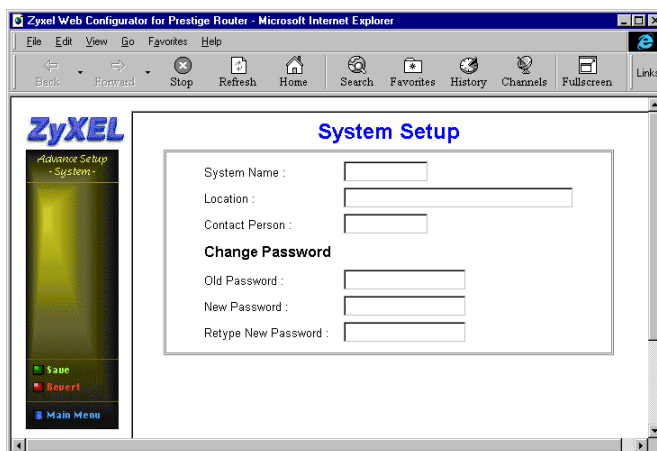 Zyxel Web Configurator for Prestige Router - Microsoft Internet Explorer
File Edit View Go Favorites Help
Back Forward Stop Refresh Home Search Favorites History Channels Fullscreen Links
ZyXEL
Advance Setup
-System-
System Setup
System Name :
Location :
Contact Person :
Change Password
Old Password :
New Password :
Retype New Password :
Save
Revert
Main Menu